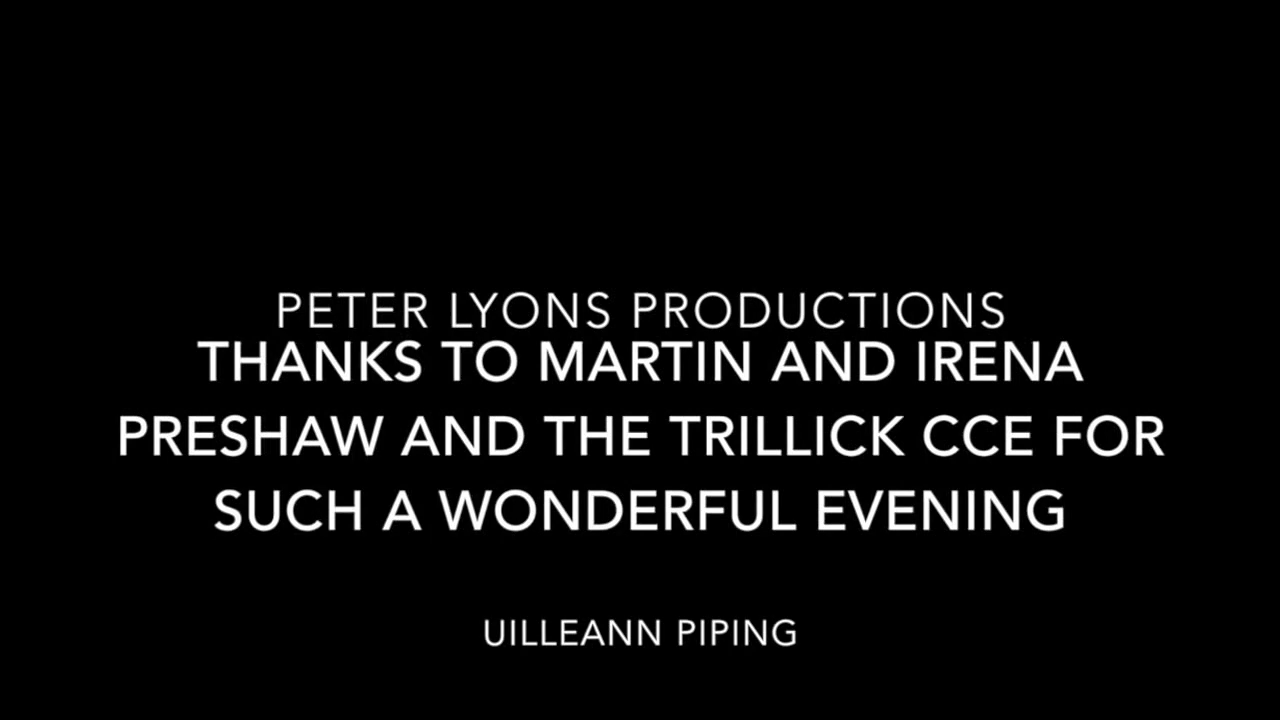 PETER LYONS PRODUCTIONS
THANKS TO MARTIN AND IRENA
PRESHAW AND THE TRILLICK CCE FOR
SUCH A WONDERFUL EVENING
UILLEANN PIPING